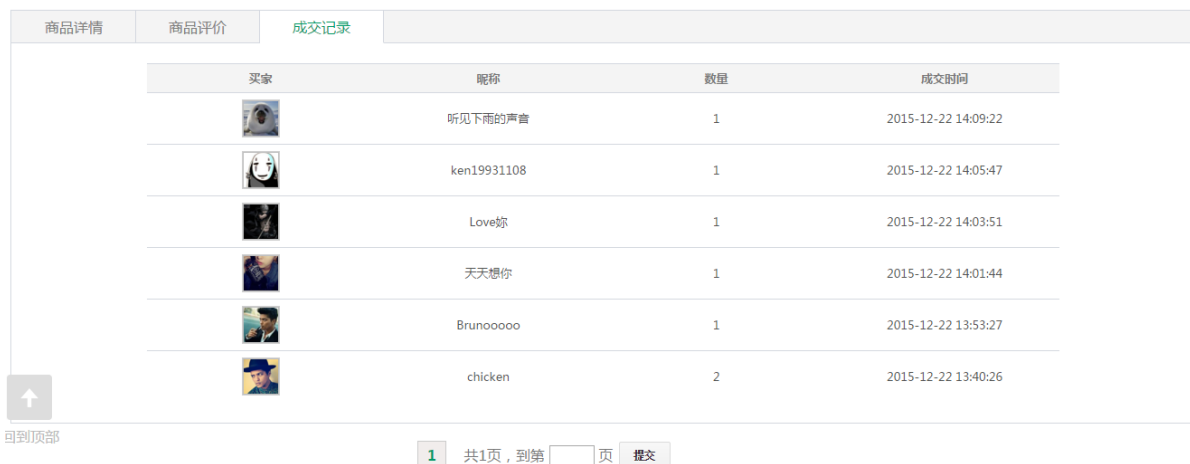 商品详情 商品评价 成交记录
买家 昵称 数量 成交时间
听见下雨的声音 1 2015-12-22 14:09:22
ken19931108 1 2015-12-22 14:05:47
Love妳 1 2015-12-22 14:03:51
天天想你 1 2015-12-22 14:01:44
Brunooooo 1 2015-12-22 13:53:27
chicken 2 2015-12-22 13:40:26
回到顶部
1 共1页，到第 页 提交